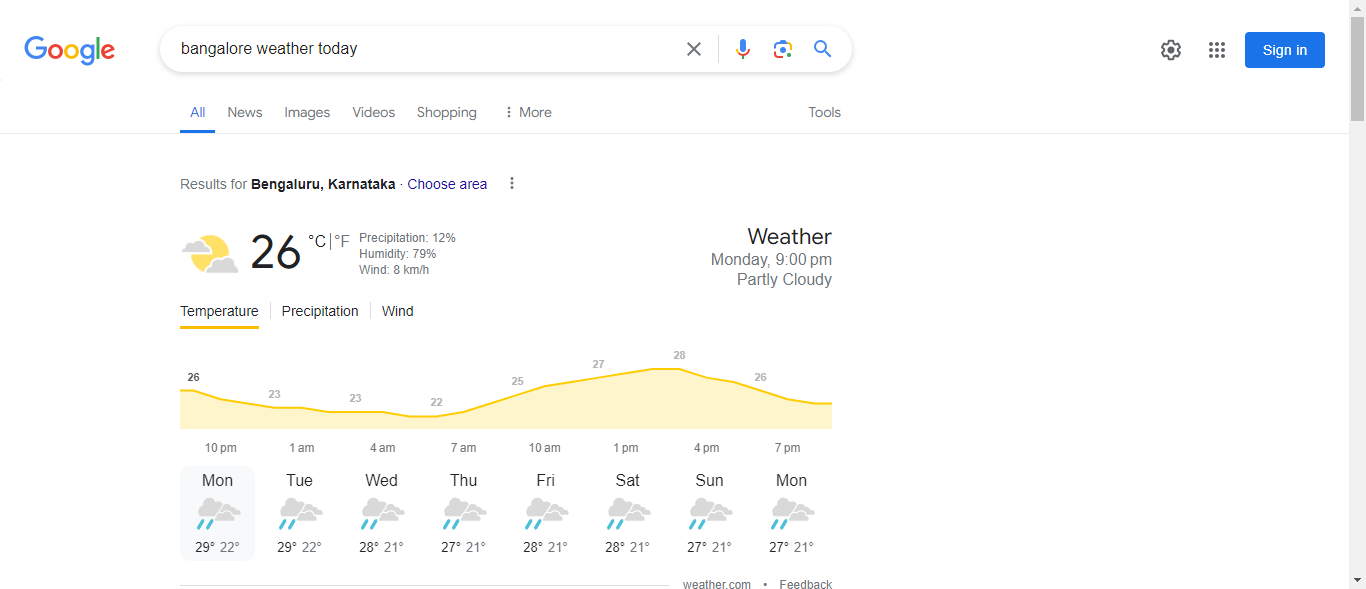 Google
bangalore weather today
Sign in
All News Images Videos Shopping More Tools
Results for Bengaluru, Karnataka · Choose area
26 °C | °F
Precipitation: 12%
Humidity: 79%
Wind: 8 km/h
Weather
Monday, 9:00 pm
Partly Cloudy
Temperature Precipitation Wind
26 23 23 22 25 27 28 26
10 pm 1 am 4 am 7 am 10 am 1 pm 4 pm 7 pm
Mon Tue Wed Thu Fri Sat Sun Mon
29° 22° 29° 22° 28° 21° 27° 21° 28° 21° 28° 21° 27° 21° 27° 21°
weather.com • Feedback